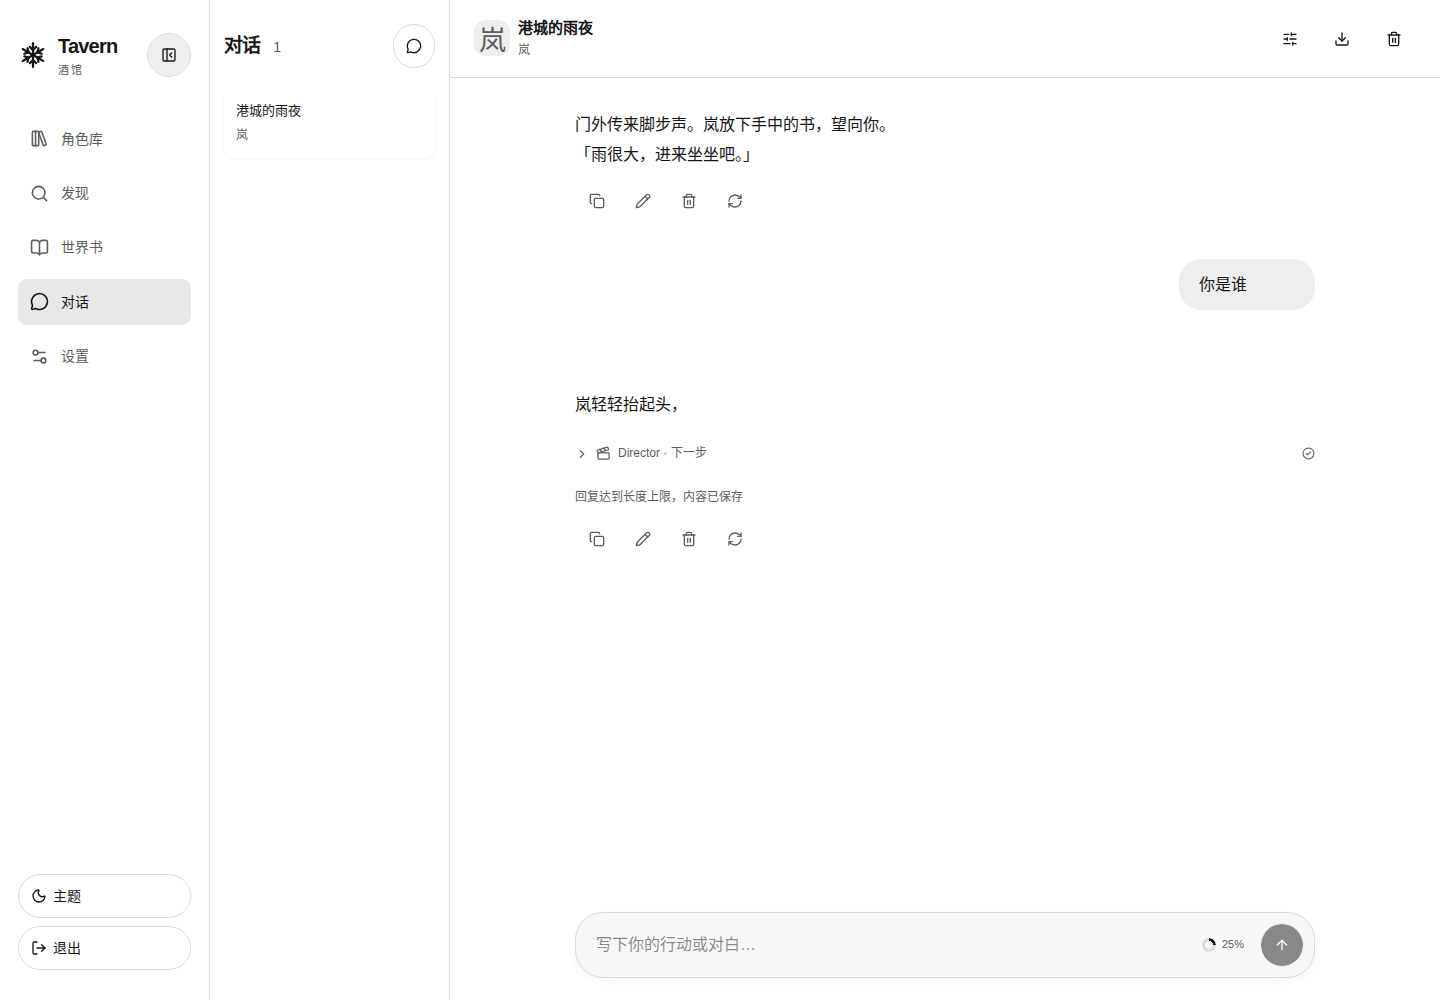 Tavern
酒馆
角色库
发现
世界书
对话
设置
主题
退出
对话 1
港城的雨夜
岚
岚
港城的雨夜
岚
门外传来脚步声。岚放下手中的书，望向你。
「雨很大，进来坐坐吧。」
你是谁
岚轻轻抬起头，
Director · 下一步
回复达到长度上限，内容已保存
写下你的行动或对白…
25%